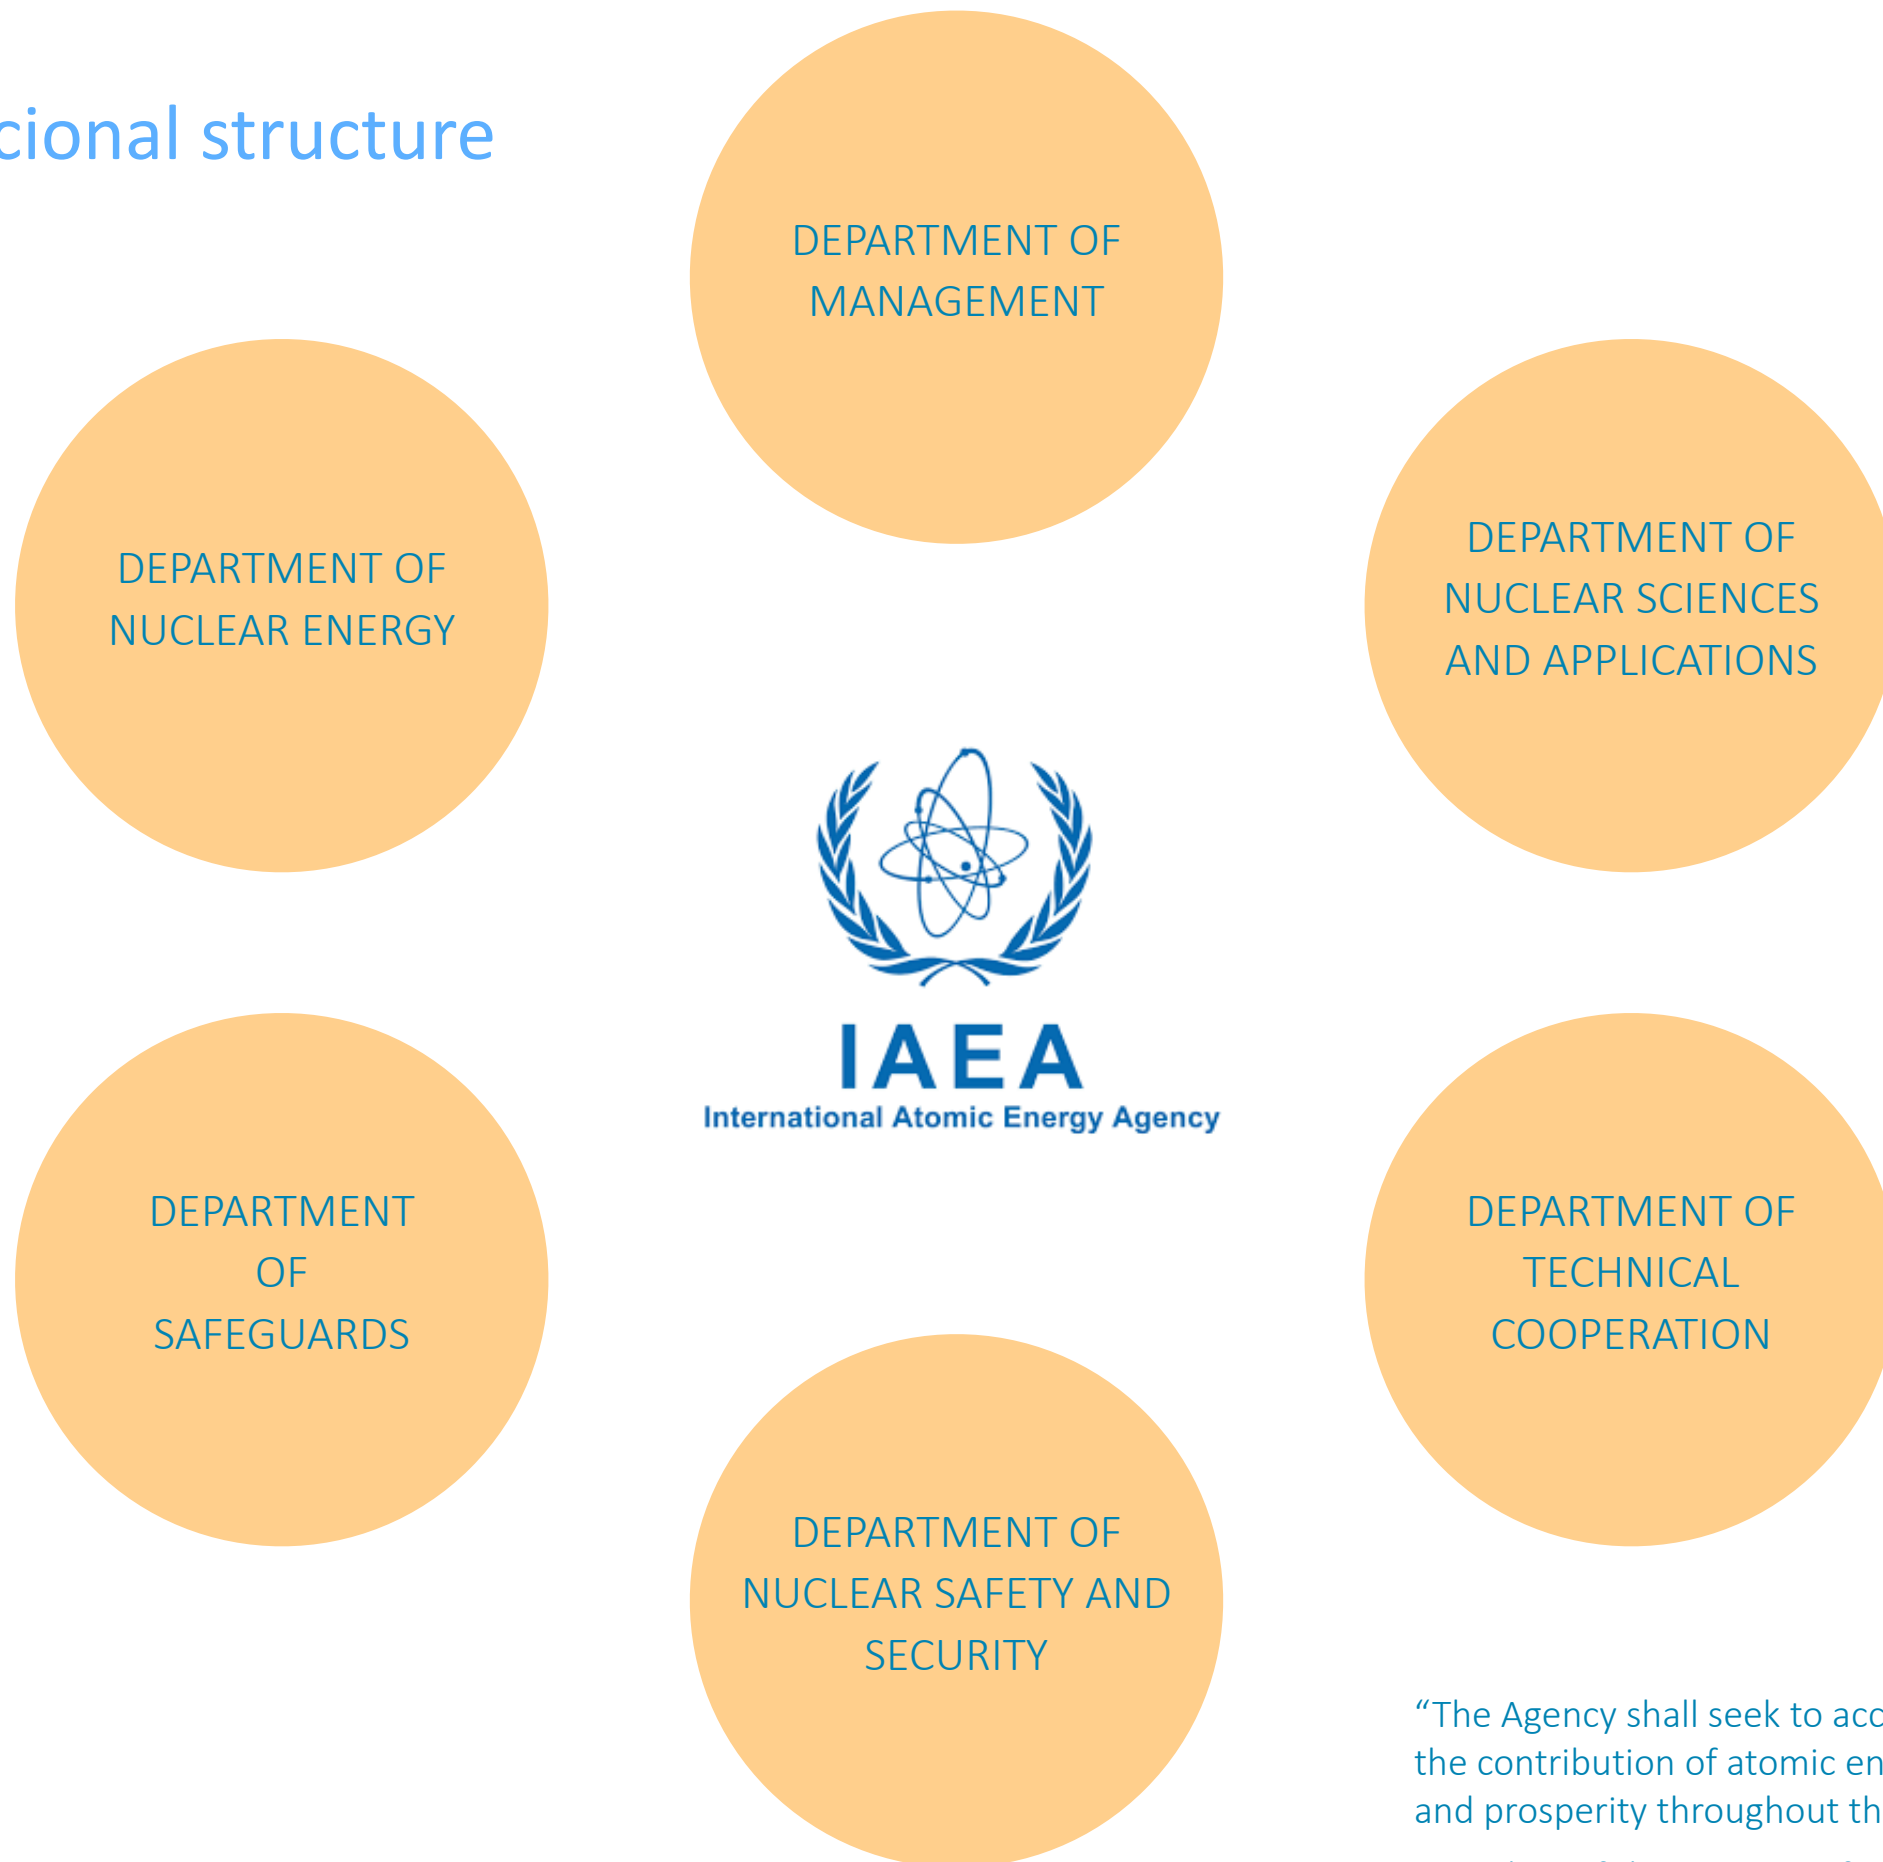 cional structure
DEPARTMENT OF
MANAGEMENT
DEPARTMENT OF
NUCLEAR ENERGY
DEPARTMENT OF
NUCLEAR SCIENCES
AND APPLICATIONS
IAEA
International Atomic Energy Agency
DEPARTMENT
OF
SAFEGUARDS
DEPARTMENT OF
TECHNICAL
COOPERATION
DEPARTMENT OF
NUCLEAR SAFETY AND
SECURITY
“The Agency shall seek to acc
the contribution of atomic en
and prosperity throughout th